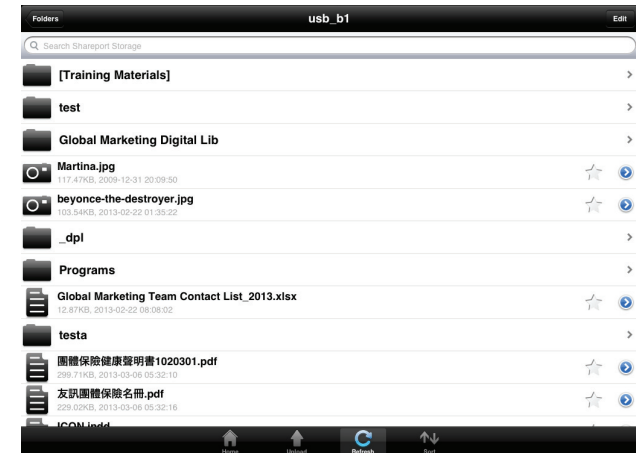 Folders
usb_b1
Edit
Search Shareport Storage
[Training Materials]
test
Global Marketing Digital Lib
Martina.jpg
117.47KB, 2009-12-31 20:09:50
beyonce-the-destroyer.jpg
103.54KB, 2013-02-22 01:35:22
_dpl
Programs
Global Marketing Team Contact List_2013.xlsx
12.87KB, 2013-02-22 08:08:02
testa
團體保險健康聲明書1020301.pdf
299.71KB, 2013-03-06 05:32:10
友訊團體保險名冊.pdf
229.02KB, 2013-03-06 05:32:16
ICON.indd
Home
Upload
Refresh
Sort